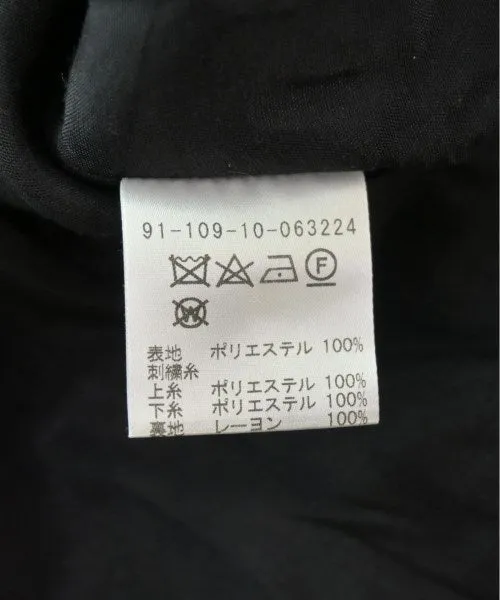 91-109-10-063224
F
W
表地 ポリエステル 100%
刺繍糸
上糸 ポリエステル 100%
下糸 ポリエステル 100%
裏地 レーヨン 100%